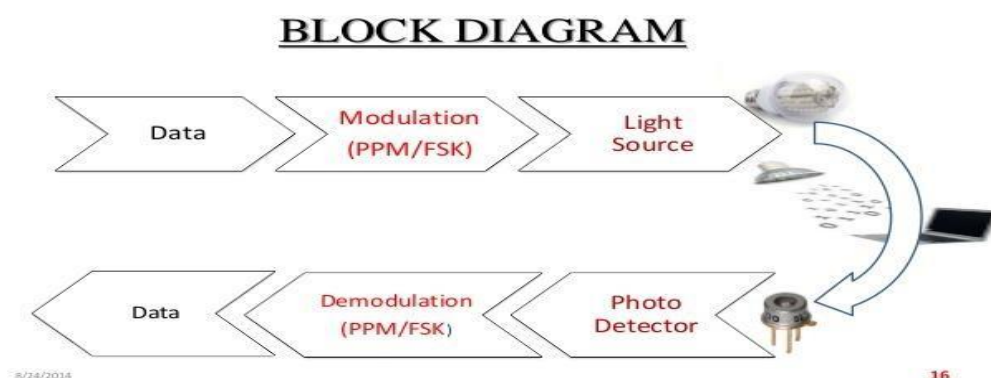 BLOCK DIAGRAM
Data
Modulation
(PPM/FSK)
Light
Source
Data
Demodulation
(PPM/FSK)
Photo
Detector
8/24/2014
16